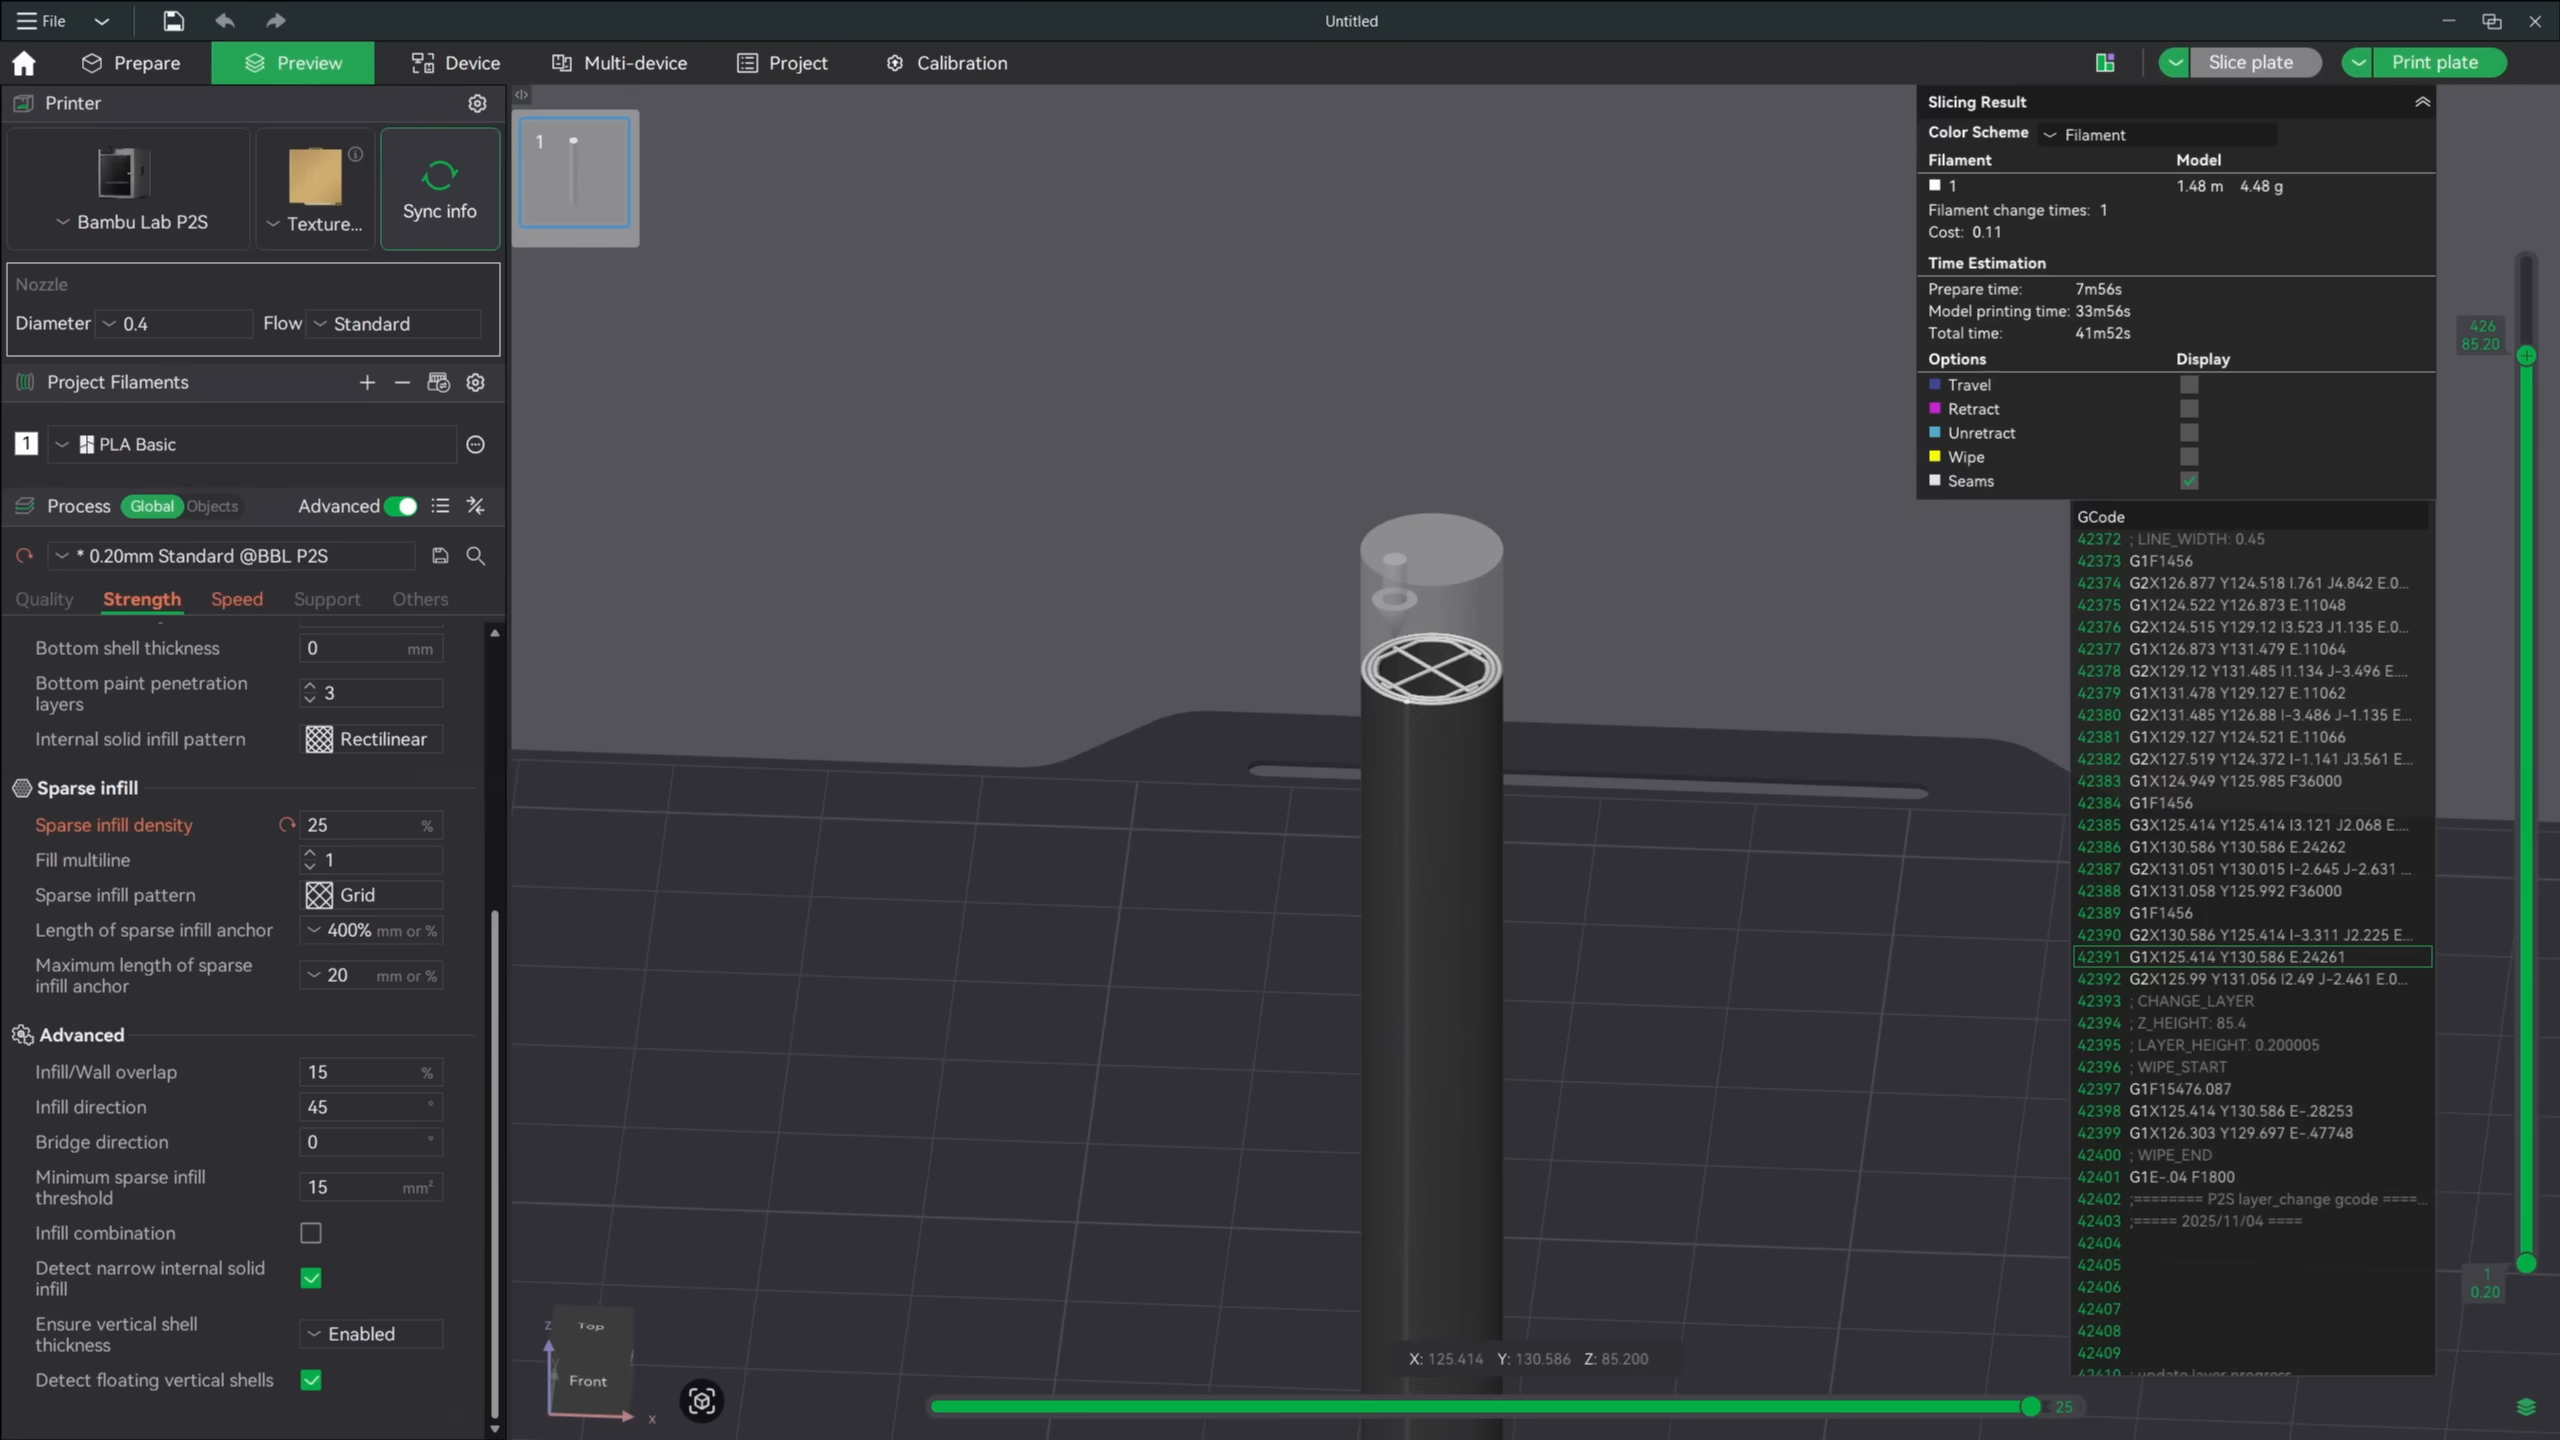 File
Untitled
Prepare
Preview
Device
Multi-device
Project
Calibration
Slice plate
Print plate
Printer
Bambu Lab P2S
Texture...
Sync info
Nozzle
Diameter 0.4 Flow Standard
Project Filaments
1 PLA Basic
Process Global Objects Advanced
* 0.20mm Standard @BBL P2S
Quality Strength Speed Support Others
Bottom shell thickness 0 mm
Bottom paint penetration
layers 3
Internal solid infill pattern Rectilinear
Sparse infill
Sparse infill density 25 %
Fill multiline 1
Sparse infill pattern Grid
Length of sparse infill anchor 400% mm or %
Maximum length of sparse
infill anchor 20 mm or %
Advanced
Infill/Wall overlap 15 %
Infill direction 45 °
Bridge direction 0 °
Minimum sparse infill
threshold 15 mm²
Infill combination
Detect narrow internal solid
infill
Ensure vertical shell
thickness Enabled
Detect floating vertical shells
1
Top
Front
z
x
X: 125.414 Y: 130.586 Z: 85.200
25
Slicing Result
Color Scheme Filament
Filament Model
1 1.48 m 4.48 g
Filament change times: 1
Cost: 0.11
Time Estimation
Prepare time: 7m56s
Model printing time: 33m56s
Total time: 41m52s
Options Display
Travel
Retract
Unretract
Wipe
Seams
GCode
42372 ; LINE_WIDTH: 0.45
42373 G1F1456
42374 G2X126.877 Y124.518 I.761 J4.842 E.0...
42375 G1X124.522 Y126.873 E.11048
42376 G2X124.515 Y129.12 I3.523 J1.135 E.0...
42377 G1X126.873 Y131.479 E.11064
42378 G2X129.12 Y131.485 I1.134 J-3.496 E....
42379 G1X131.478 Y129.127 E.11062
42380 G2X131.485 Y126.88 I-3.486 J-1.135 E...
42381 G1X129.127 Y124.521 E.11066
42382 G2X127.519 Y124.372 I-1.141 J3.561 E...
42383 G1X124.949 Y125.985 F36000
42384 G1F1456
42385 G3X125.414 Y125.414 I3.121 J2.068 E....
42386 G1X130.586 Y130.586 E.24262
42387 G2X131.051 Y130.015 I-2.645 J-2.631 ...
42388 G1X131.058 Y125.992 F36000
42389 G1F1456
42390 G2X130.586 Y125.414 I-3.311 J2.225 E...
42391 G1X125.414 Y130.586 E.24261
42392 G2X125.99 Y131.056 I2.49 J-2.461 E.0...
42393 ; CHANGE_LAYER
42394 ; Z_HEIGHT: 85.4
42395 ; LAYER_HEIGHT: 0.200005
42396 ; WIPE_START
42397 G1F15476.087
42398 G1X125.414 Y130.586 E-.28253
42399 G1X126.303 Y129.697 E-.47748
42400 ; WIPE_END
42401 G1E-.04 F1800
42402 ;======== P2S layer_change gcode ====...
42403 ;===== 2025/11/04 ====
42404
42405
42406
42407
42408
42409
426
85.20
1
0.20